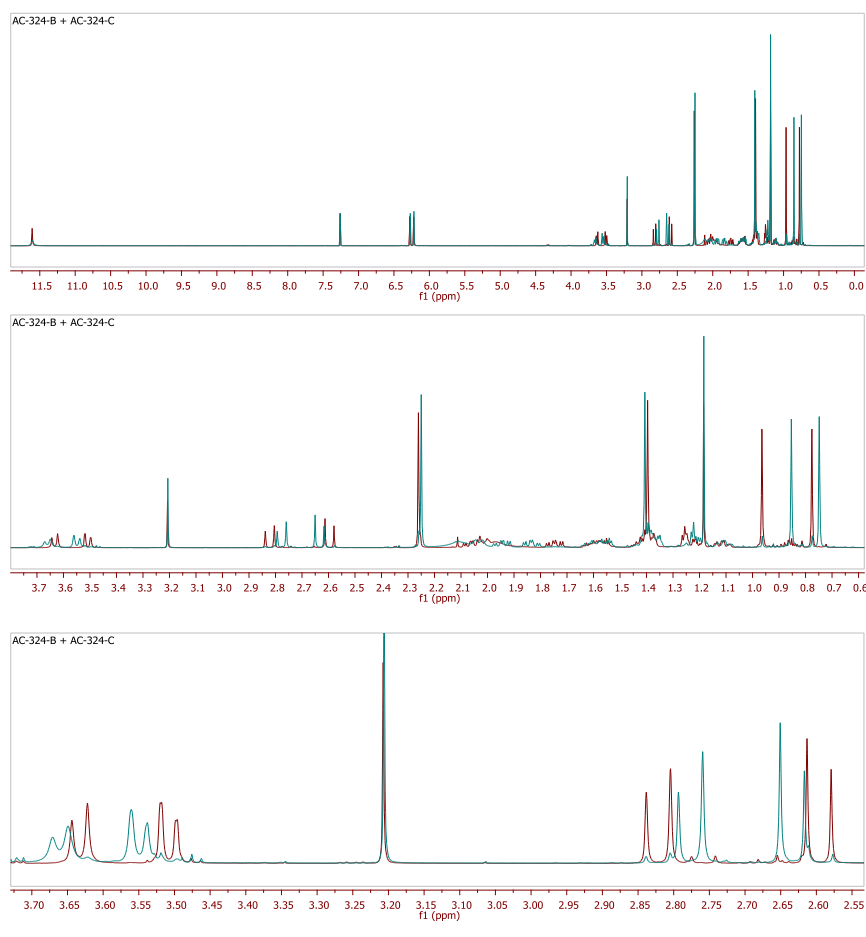 AC-324-B + AC-324-C
11.5 11.0 10.5 10.0 9.5 9.0 8.5 8.0 7.5 7.0 6.5 6.0 5.5 5.0 4.5 4.0 3.5 3.0 2.5 2.0 1.5 1.0 0.5 0.0
f1 (ppm)
AC-324-B + AC-324-C
3.7 3.6 3.5 3.4 3.3 3.2 3.1 3.0 2.9 2.8 2.7 2.6 2.5 2.4 2.3 2.2 2.1 2.0 1.9 1.8 1.7 1.6 1.5 1.4 1.3 1.2 1.1 1.0 0.9 0.8 0.7 0.6
f1 (ppm)
AC-324-B + AC-324-C
3.70 3.65 3.60 3.55 3.50 3.45 3.40 3.35 3.30 3.25 3.20 3.15 3.10 3.05 3.00 2.95 2.90 2.85 2.80 2.75 2.70 2.65 2.60 2.55
f1 (ppm)